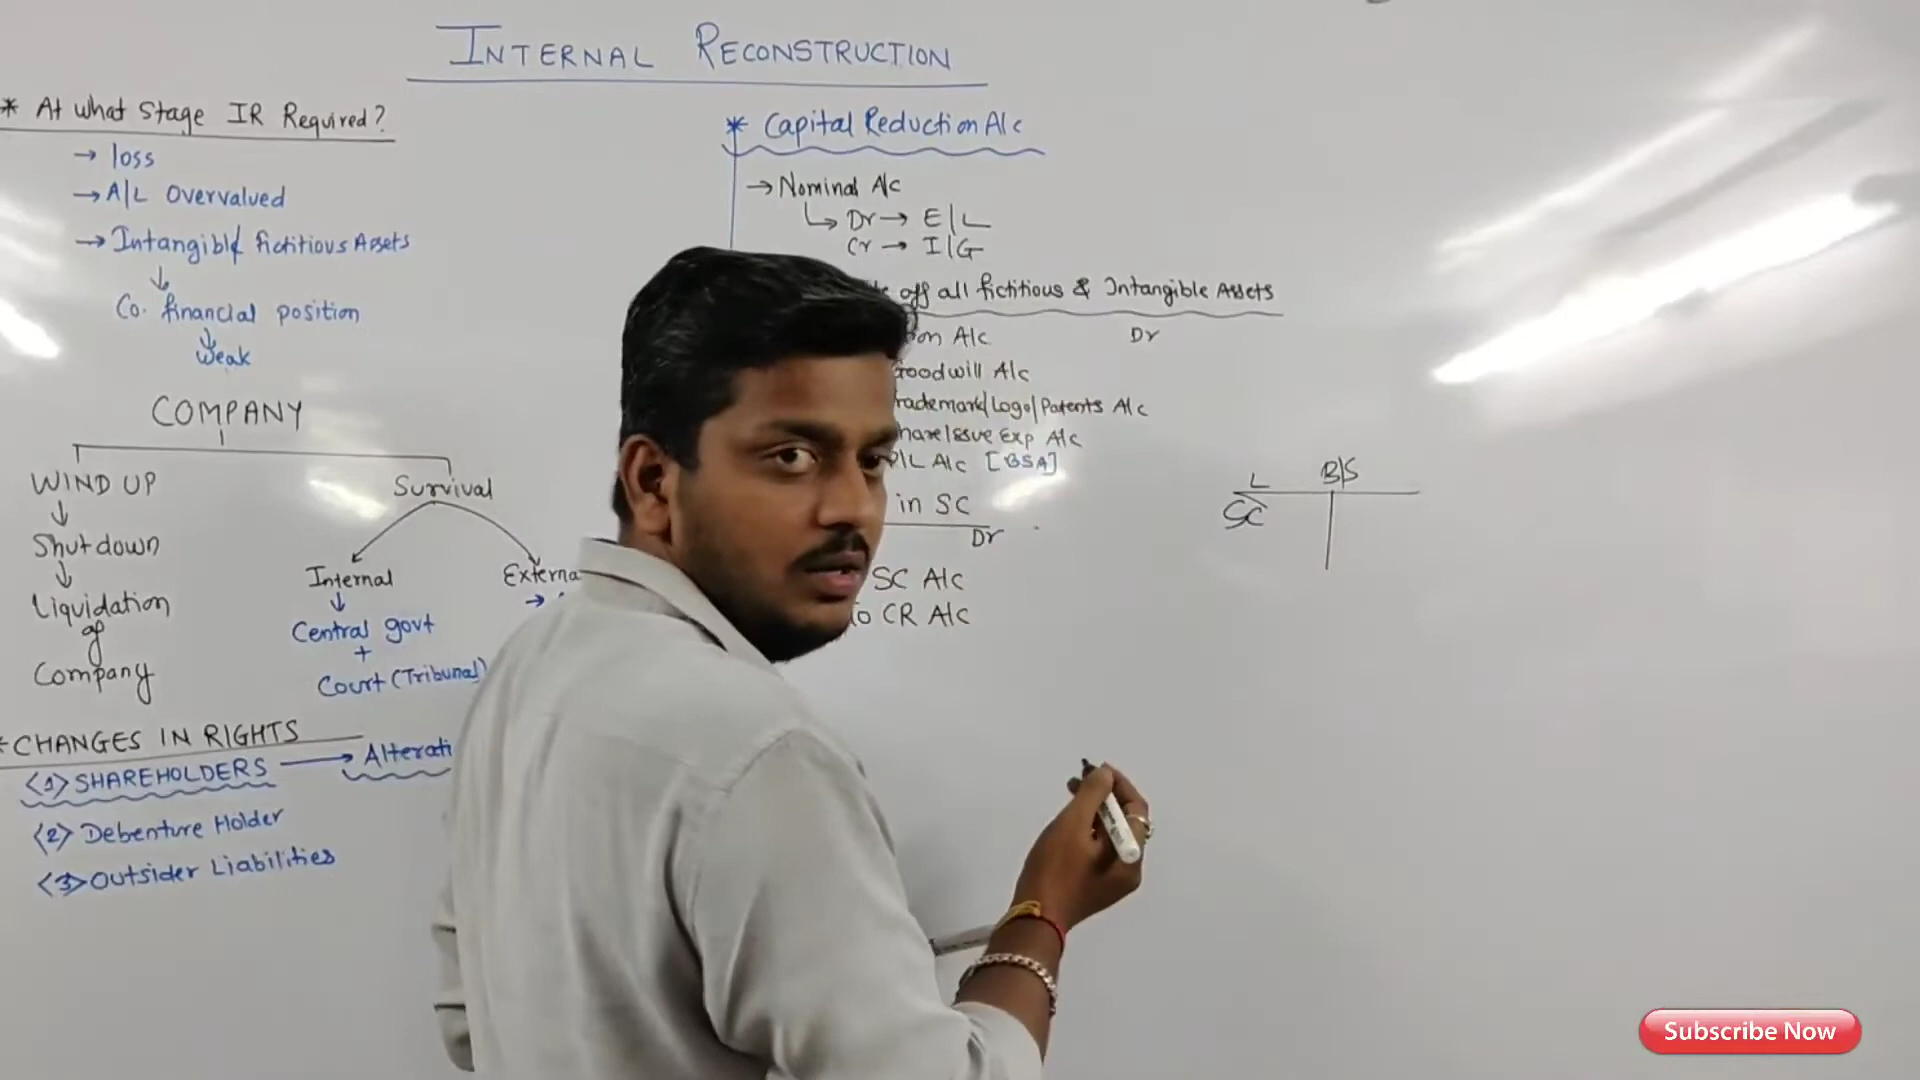 INTERNAL RECONSTRUCTION
* At what Stage IR Required?
→ loss
→ A/L Overvalued
→ Intangible fictitious Assets
↓
Co. financial position
↓
weak
COMPANY
WIND UP
↓
Shutdown
↓
Liquidation
of
Company
Survival
Internal
↓
Central govt
+
Court (Tribunal)
Externa
→
* CHANGES IN RIGHTS
<1> SHAREHOLDERS → Alterati
<2> Debenture Holder
<3> Outsider Liabilities
* Capital Reduction A/c
→ Nominal A/c
↳ Dr → E/L
Cr → I/G
off all fictitious & Intangible Assets
on A/c Dr
Goodwill A/c
rademark/Logo/Patents A/c
hare Issue Exp A/c
P/L A/c [BSA]
in SC
Dr
SC A/c
to CR A/c
L B/S
SC
Subscribe Now